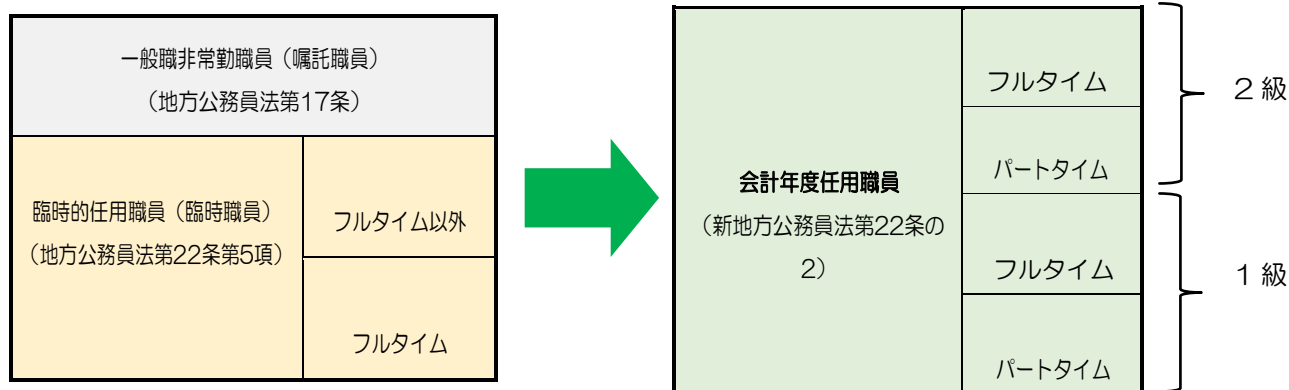 一般職非常勤職員（嘱託職員）
（地方公務員法第17条）
臨時的任用職員（臨時職員）
（地方公務員法第22条第5項）
フルタイム以外
フルタイム
会計年度任用職員
（新地方公務員法第22条の
2）
フルタイム
パートタイム
フルタイム
パートタイム
２級
１級